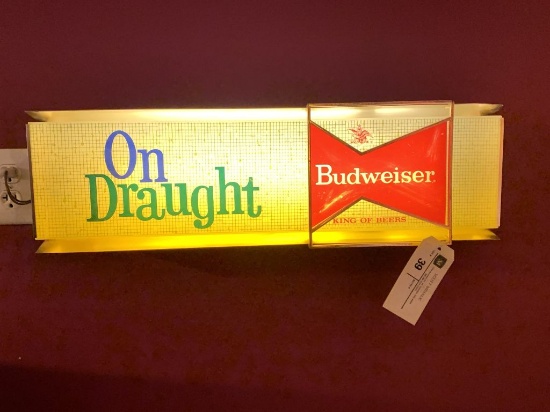 On
Draught
Budweiser
KING OF BEERS
39